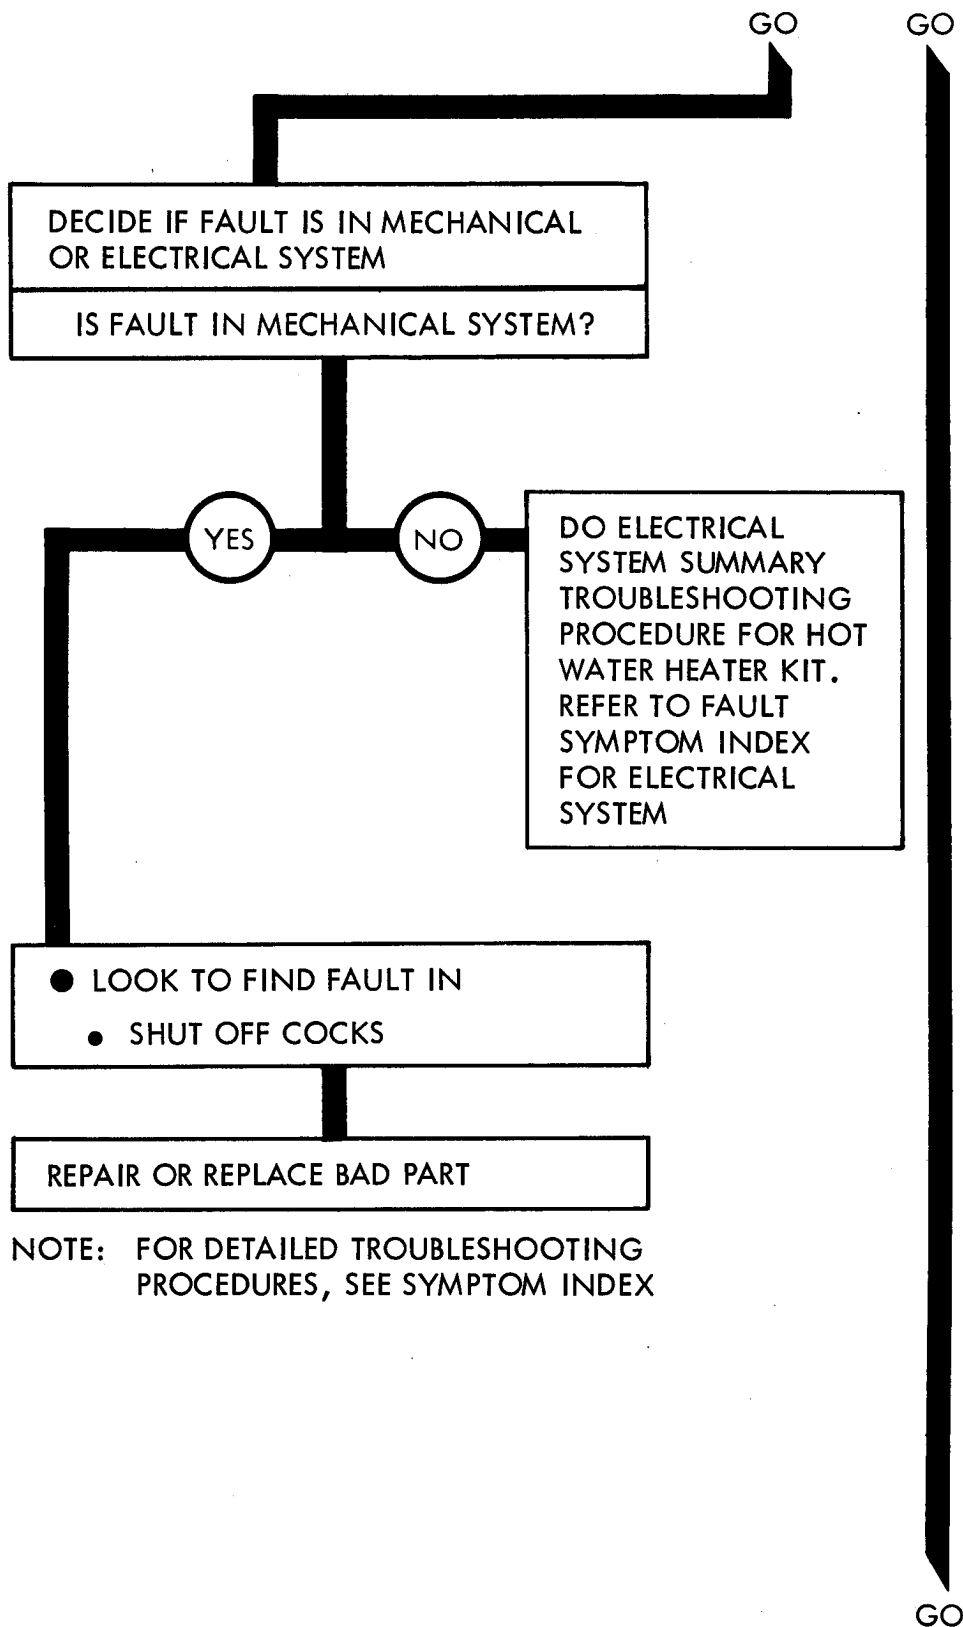 GO
GO
DECIDE IF FAULT IS IN MECHANICAL
OR ELECTRICAL SYSTEM
IS FAULT IN MECHANICAL SYSTEM?
YES
NO
DO ELECTRICAL
SYSTEM SUMMARY
TROUBLESHOOTING
PROCEDURE FOR HOT
WATER HEATER KIT.
REFER TO FAULT
SYMPTOM INDEX
FOR ELECTRICAL
SYSTEM
● LOOK TO FIND FAULT IN
● SHUT OFF COCKS
REPAIR OR REPLACE BAD PART
NOTE: FOR DETAILED TROUBLESHOOTING
PROCEDURES, SEE SYMPTOM INDEX
GO